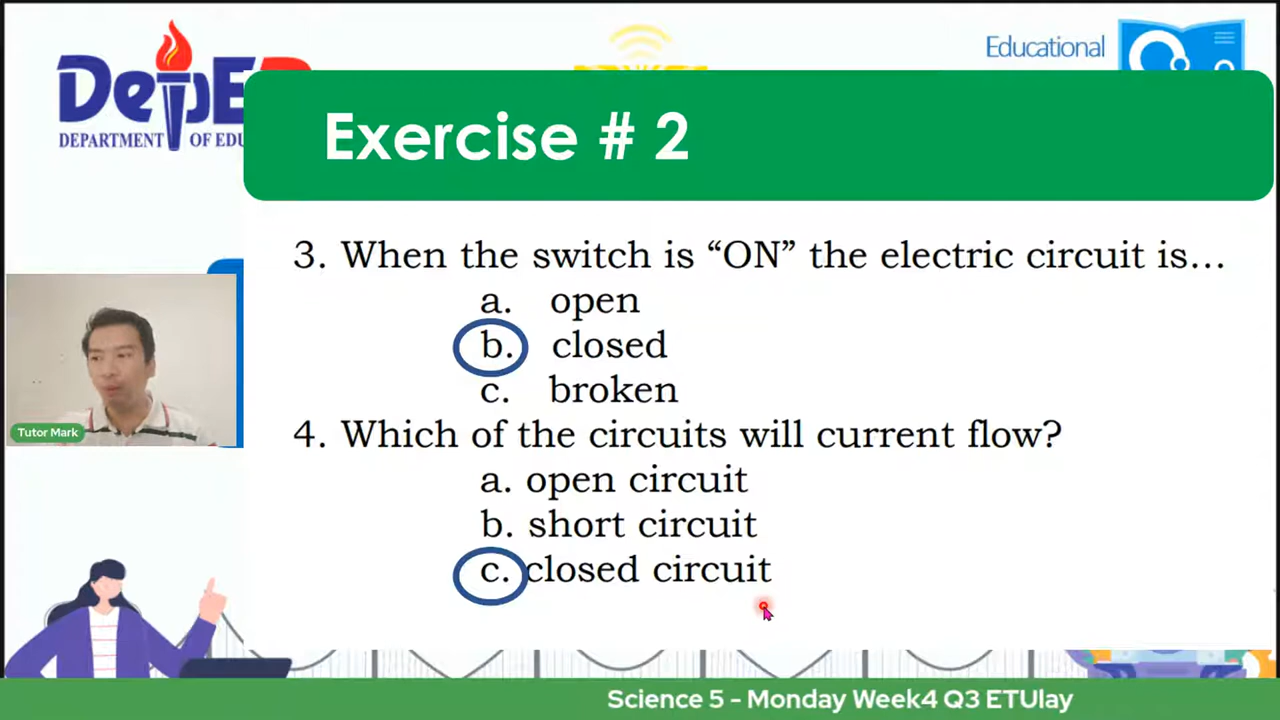 DepED
DEPARTMENT OF EDU
Educational
Exercise # 2
3. When the switch is “ON” the electric circuit is...
a. open
b. closed
c. broken
4. Which of the circuits will current flow?
a. open circuit
b. short circuit
c. closed circuit
Tutor Mark
Science 5 - Monday Week4 Q3 ETUlay